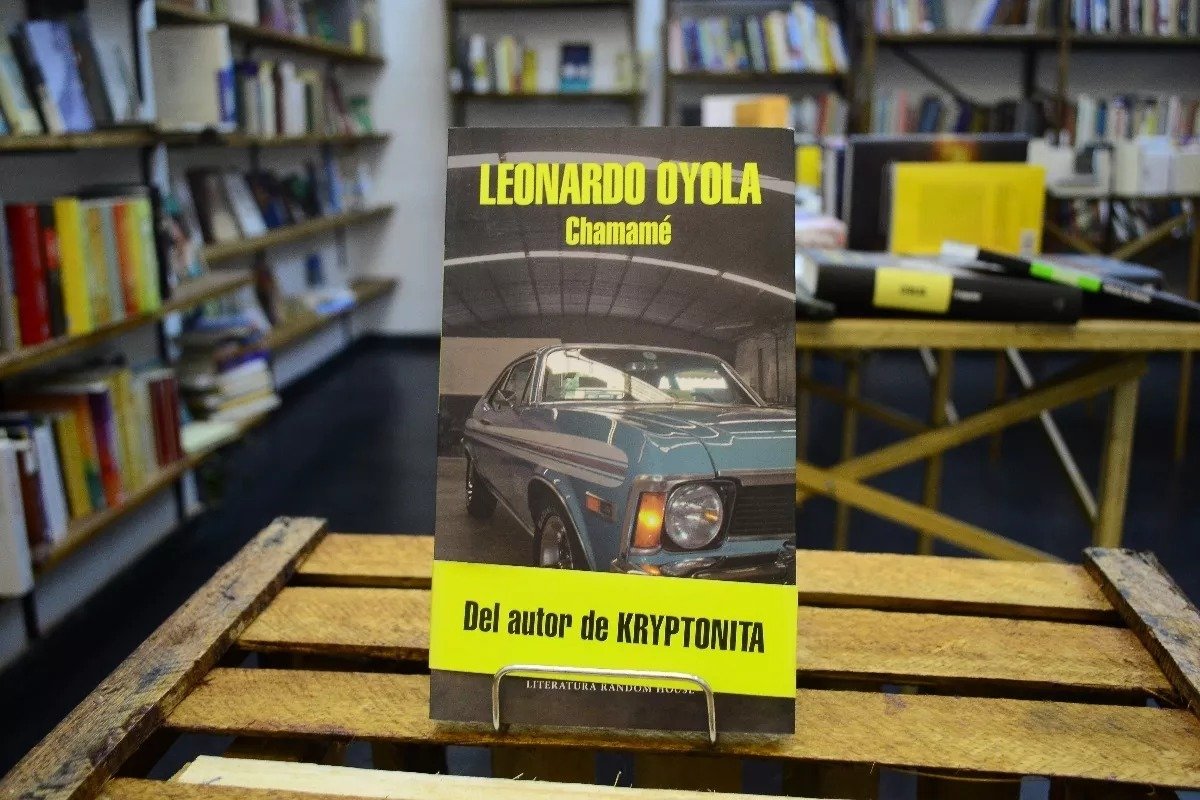 LEONARDO OYOLA
Chamamé
Del autor de KRYPTONITA
LITERATURA RANDOM HOUSE